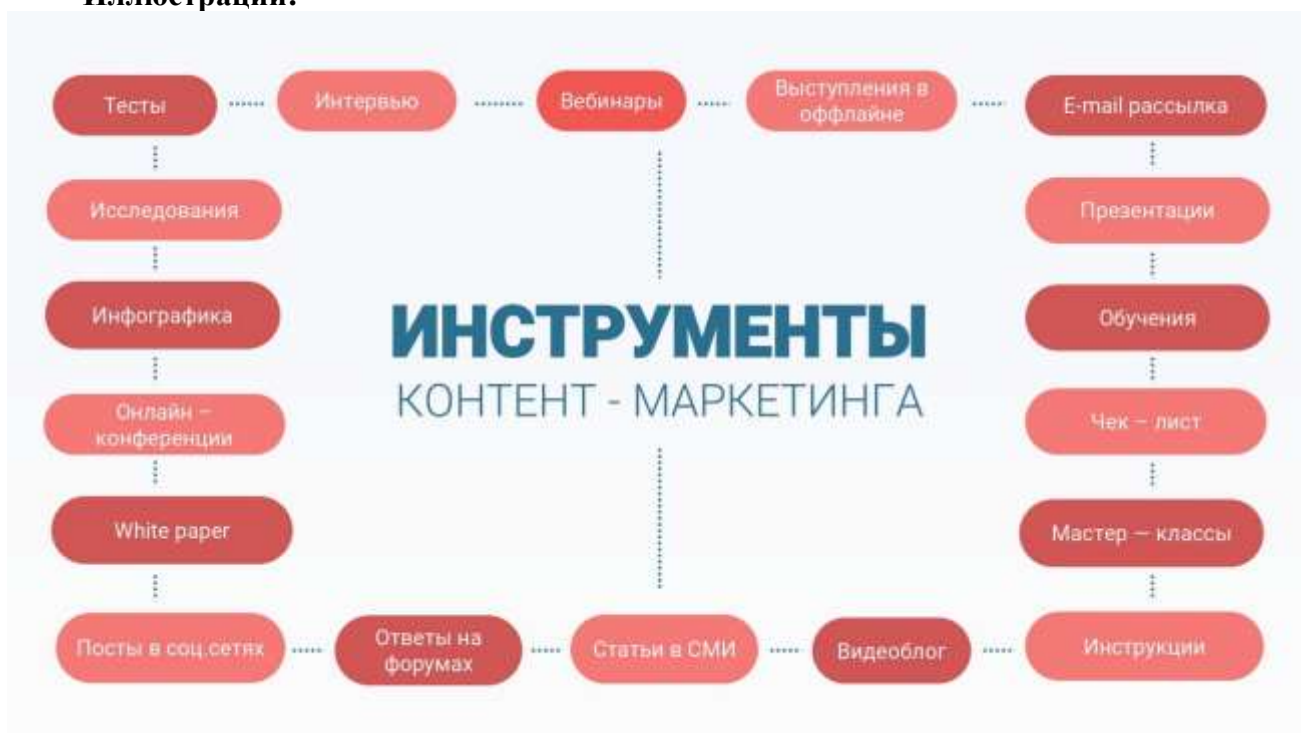 Иллюстрации:
Тесты
Интервью
Вебинары
Выступления в
оффлайне
E-mail рассылка
Исследования
Презентации
Инфографика
Обучения
ИНСТРУМЕНТЫ
КОНТЕНТ - МАРКЕТИНГА
Онлайн –
конференции
Чек – лист
White paper
Мастер — классы
Посты в соц.сетях
Ответы на
форумах
Статьи в СМИ
Видеоблог
Инструкции